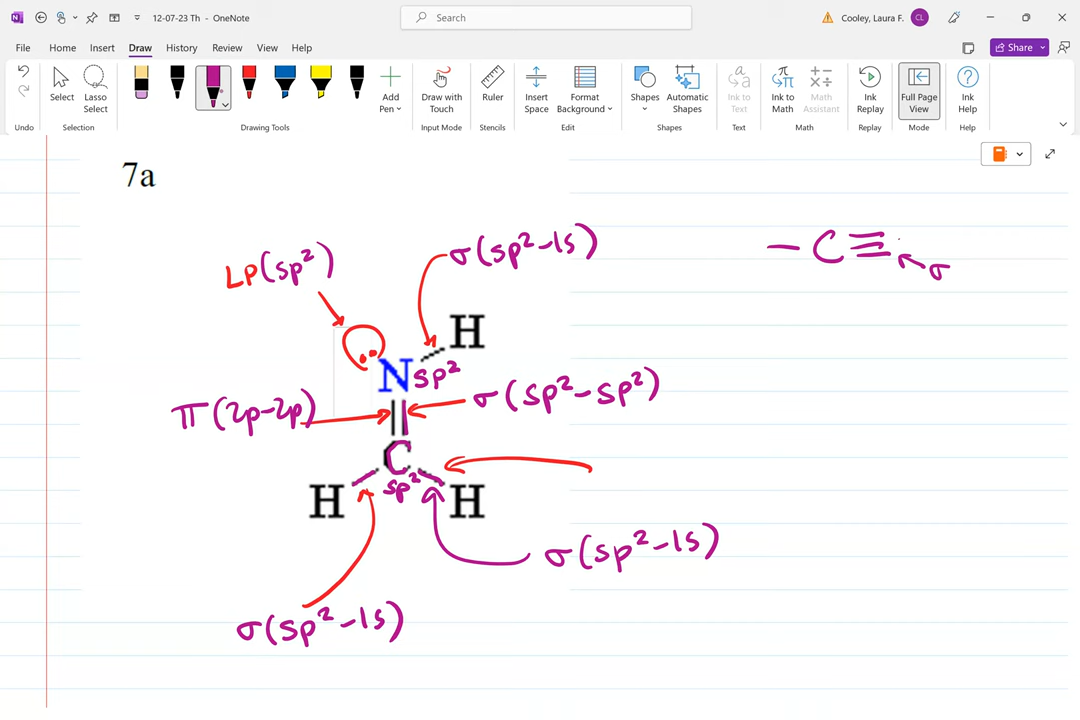 12-07-23 Th - OneNote
Search
Cooley, Laura F.
CL
File Home Insert Draw History Review View Help
Share
Undo
Select
Lasso Select
Selection
Drawing Tools
Add Pen
Draw with Touch
Input Mode
Ruler
Stencils
Insert Space
Format Background
Edit
Shapes
Automatic Shapes
Shapes
Ink to Text
Text
Ink to Math
Math Assistant
Math
Ink Replay
Replay
Full Page View
Mode
Ink Help
Help
7a
σ(sp²-1s)
– C≡
σ
LP(sp²)
H
N sp²
σ(sp²-sp²)
π(2p-2p)
C
sp²
H H
σ(sp²-1s)
σ(sp²-1s)